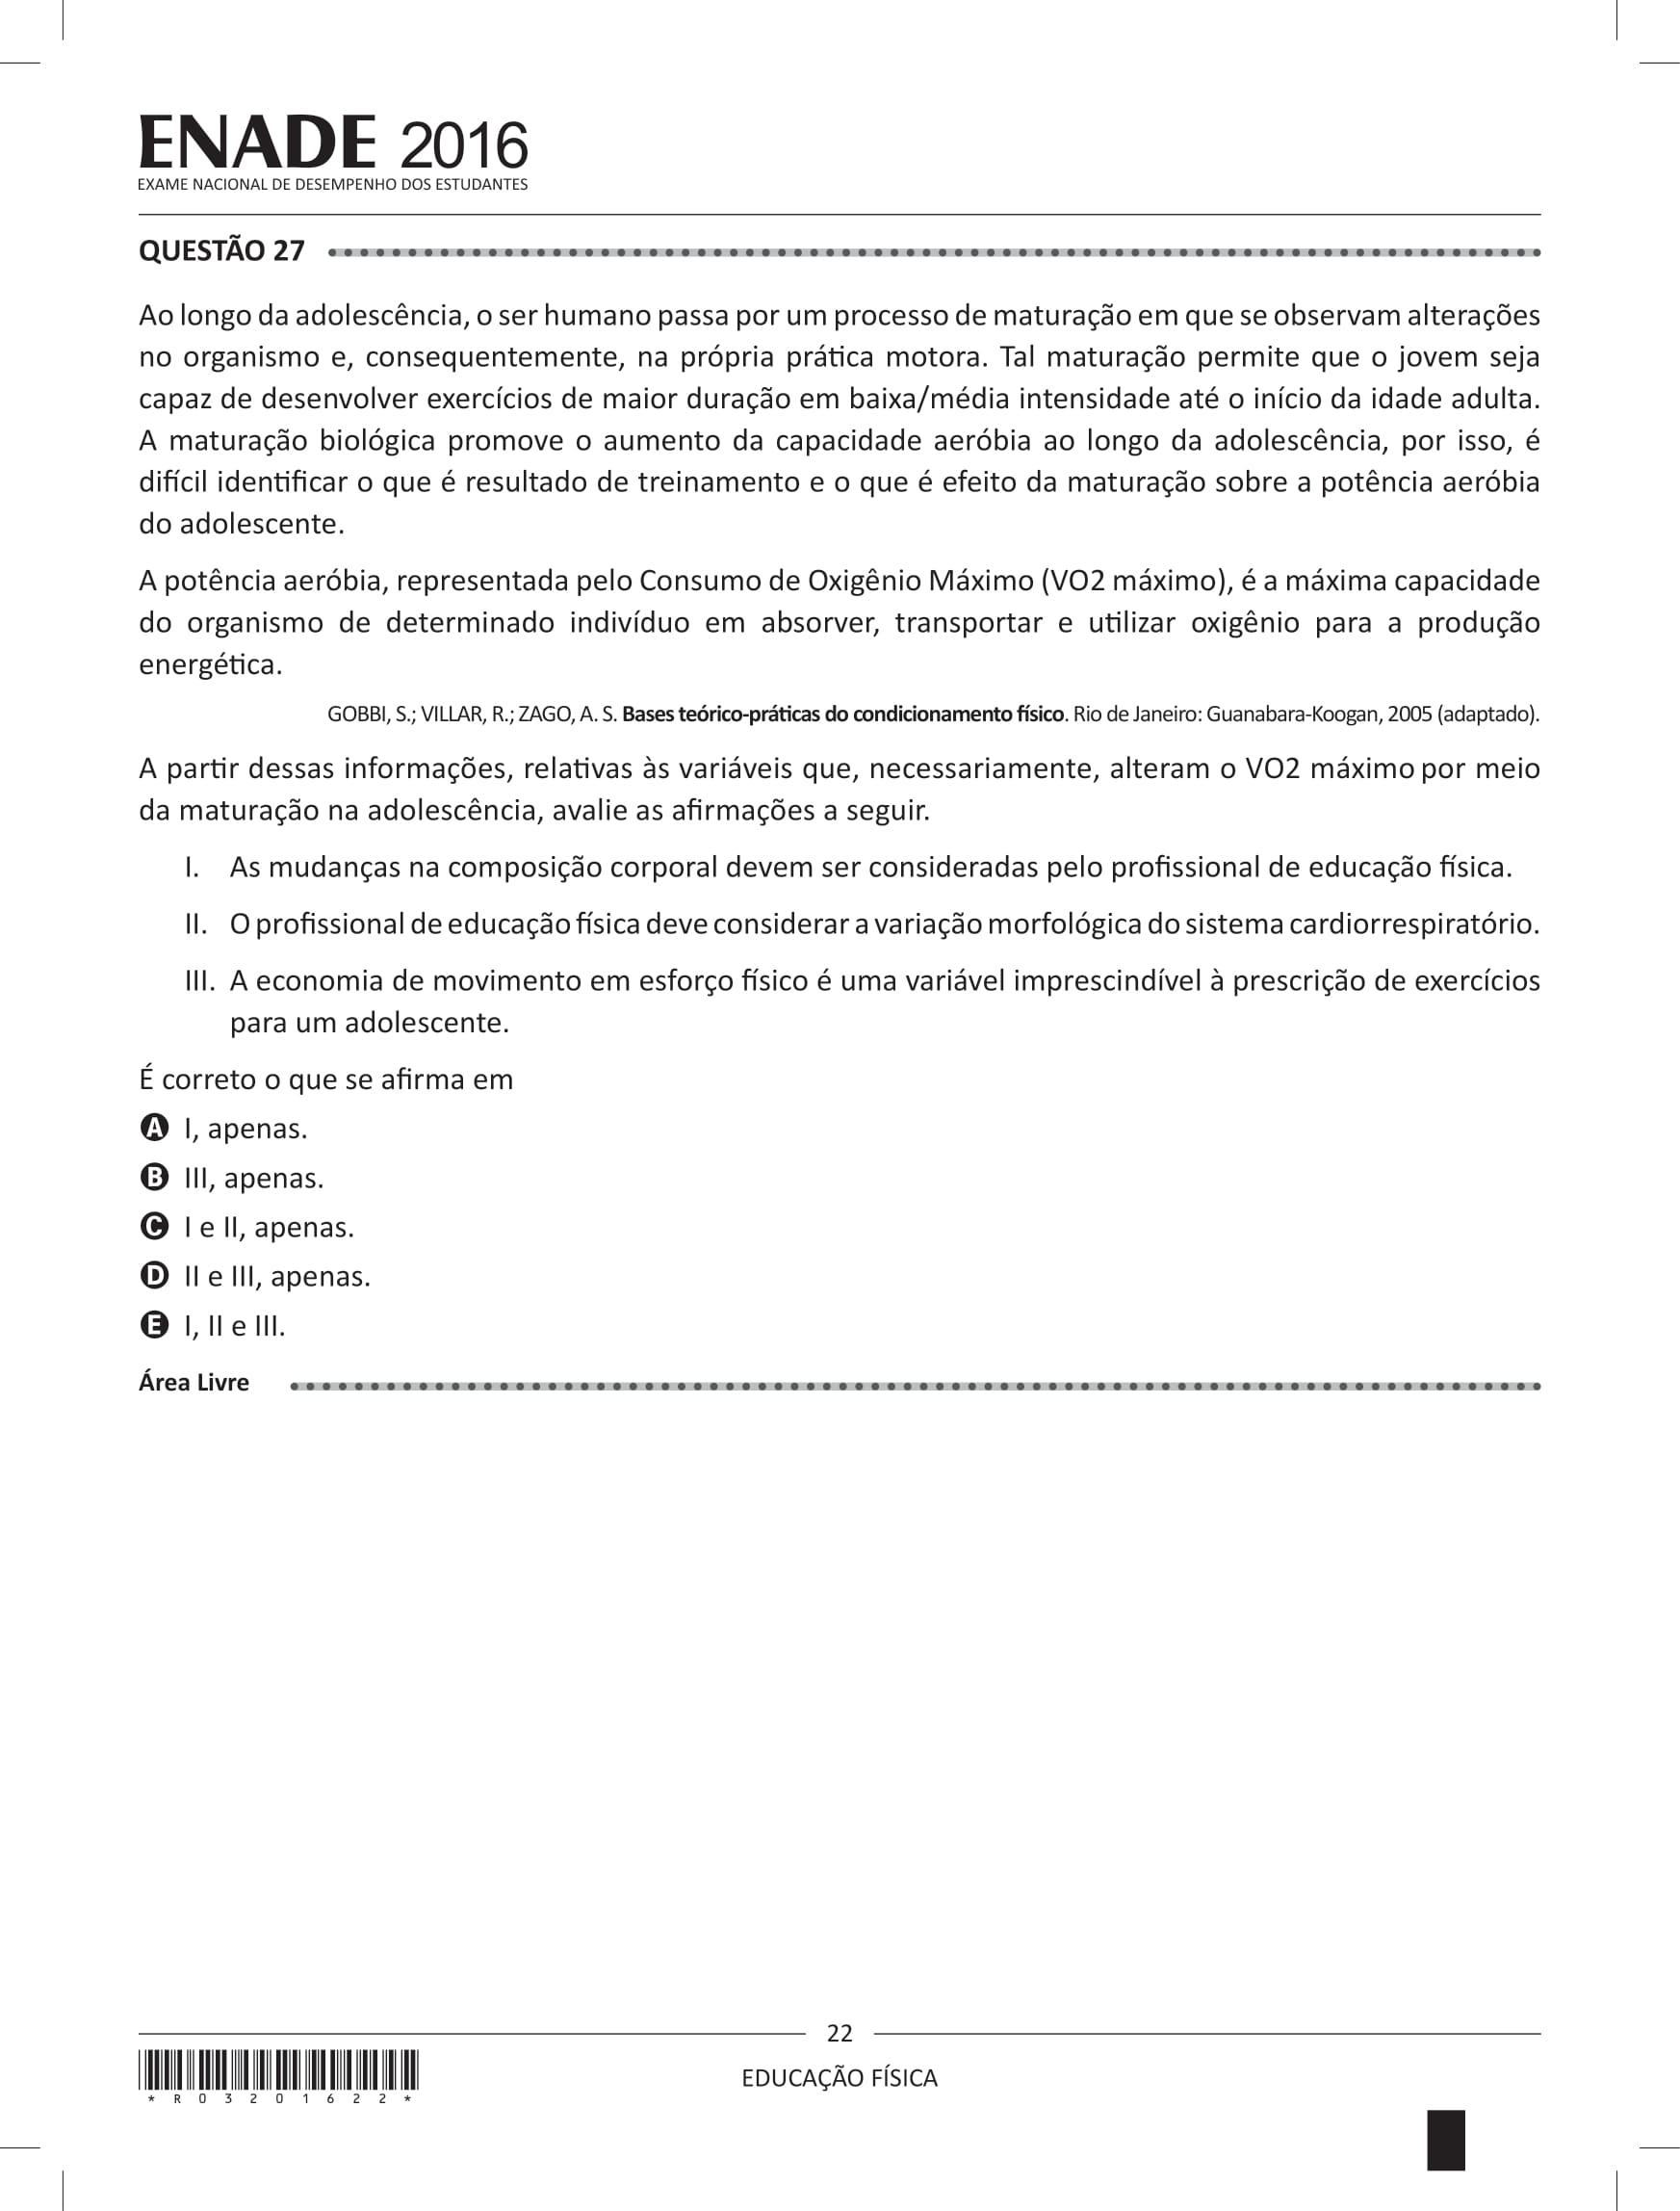 ENADE 2016
EXAME NACIONAL DE DESEMPENHO DOS ESTUDANTES
QUESTÃO 27
Ao longo da adolescência, o ser humano passa por um processo de maturação em que se observam alterações
no organismo e, consequentemente, na própria prática motora. Tal maturação permite que o jovem seja
capaz de desenvolver exercícios de maior duração em baixa/média intensidade até o início da idade adulta.
A maturação biológica promove o aumento da capacidade aeróbia ao longo da adolescência, por isso, é
difícil identificar o que é resultado de treinamento e o que é efeito da maturação sobre a potência aeróbia
do adolescente.
A potência aeróbia, representada pelo Consumo de Oxigênio Máximo (VO2 máximo), é a máxima capacidade
do organismo de determinado indivíduo em absorver, transportar e utilizar oxigênio para a produção
energética.
GOBBI, S.; VILLAR, R.; ZAGO, A. S. Bases teórico-práticas do condicionamento físico. Rio de Janeiro: Guanabara-Koogan, 2005 (adaptado).
A partir dessas informações, relativas às variáveis que, necessariamente, alteram o VO2 máximo por meio
da maturação na adolescência, avalie as afirmações a seguir.
I. As mudanças na composição corporal devem ser consideradas pelo profissional de educação física.
II. O profissional de educação física deve considerar a variação morfológica do sistema cardiorrespiratório.
III. A economia de movimento em esforço físico é uma variável imprescindível à prescrição de exercícios
para um adolescente.
É correto o que se afirma em
A I, apenas.
B III, apenas.
C I e II, apenas.
D II e III, apenas.
E I, II e III.
Área Livre
22
EDUCAÇÃO FÍSICA
* R 0 3 2 0 1 6 2 2 *